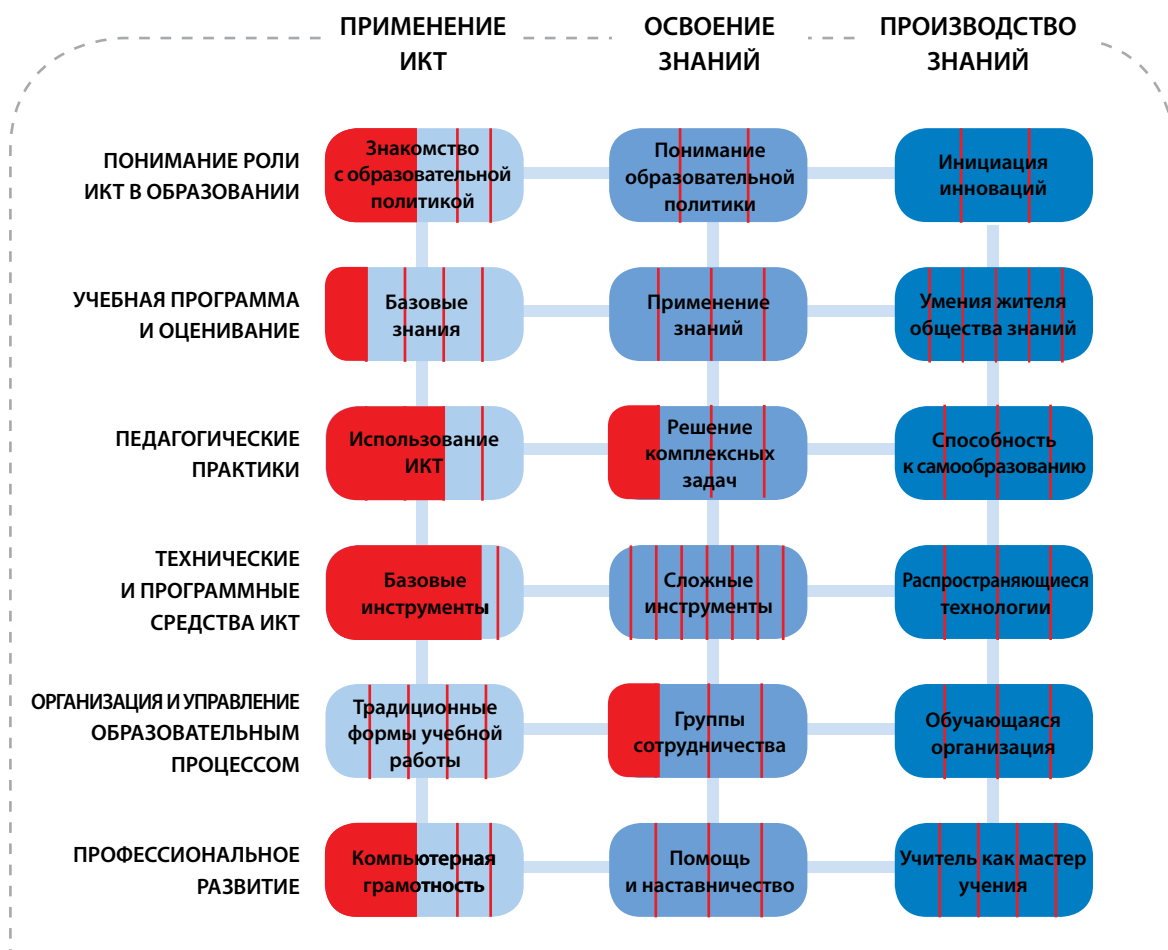 ПРИМЕНЕНИЕ
ИКТ
ОСВОЕНИЕ
ЗНАНИЙ
ПРОИЗВОДСТВО
ЗНАНИЙ
ПОНИМАНИЕ РОЛИ
ИКТ В ОБРАЗОВАНИИ
Знакомство
с образовательной
политикой
Понимание
образовательной
политики
Инициация
инноваций
УЧЕБНАЯ ПРОГРАММА
И ОЦЕНИВАНИЕ
Базовые
знания
Применение
знаний
Умения жителя
общества знаний
ПЕДАГОГИЧЕСКИЕ
ПРАКТИКИ
Использование
ИКТ
Решение
комплексных
задач
Способность
к самообразованию
ТЕХНИЧЕСКИЕ
И ПРОГРАММНЫЕ
СРЕДСТВА ИКТ
Базовые
инструменты
Сложные
инструменты
Распространяющиеся
технологии
ОРГАНИЗАЦИЯ И УПРАВЛЕНИЕ
ОБРАЗОВАТЕЛЬНЫМ
ПРОЦЕССОМ
Традиционные
формы учебной
работы
Группы
сотрудничества
Обучающаяся
организация
ПРОФЕССИОНАЛЬНОЕ
РАЗВИТИЕ
Компьютерная
грамотность
Помощь
и наставничество
Учитель как мастер
учения